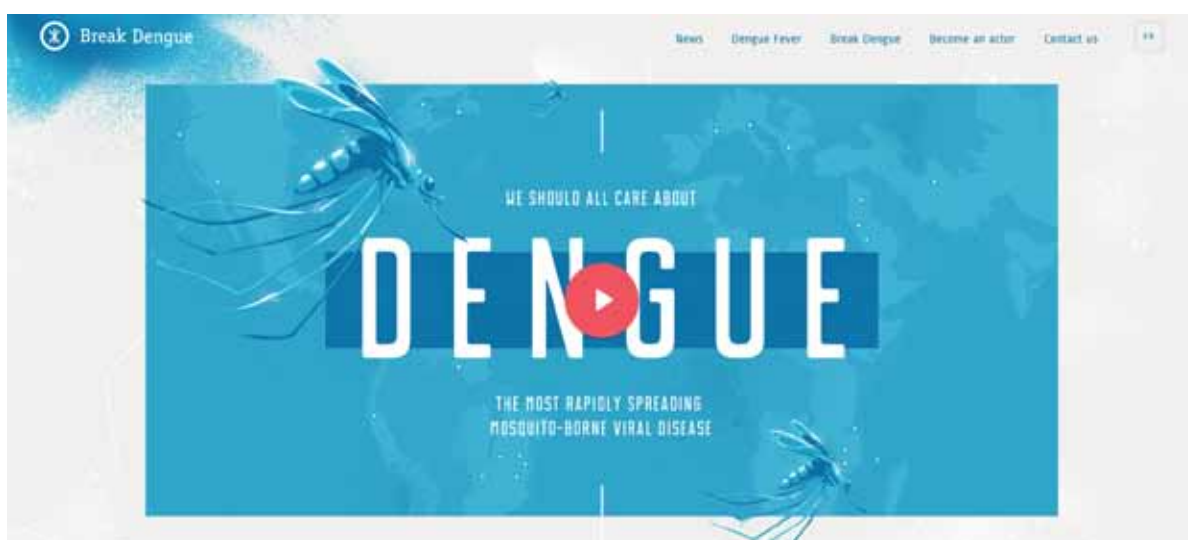 Break Dengue
News Dengue Fever Break Dengue Become an actor Contact us
WE SHOULD ALL CARE ABOUT
DENGUE
THE MOST RAPIDLY SPREADING
MOSQUITO-BORNE VIRAL DISEASE